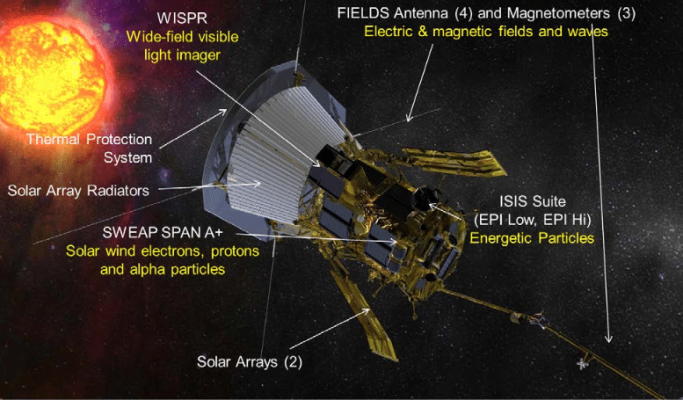 WISPR
Wide-field visible
light imager
FIELDS Antenna (4) and Magnetometers (3)
Electric & magnetic fields and waves
Thermal Protection
System
Solar Array Radiators
SWEAP SPAN A+
Solar wind electrons, protons
and alpha particles
ISIS Suite
(EPI Low, EPI Hi)
Energetic Particles
Solar Arrays (2)